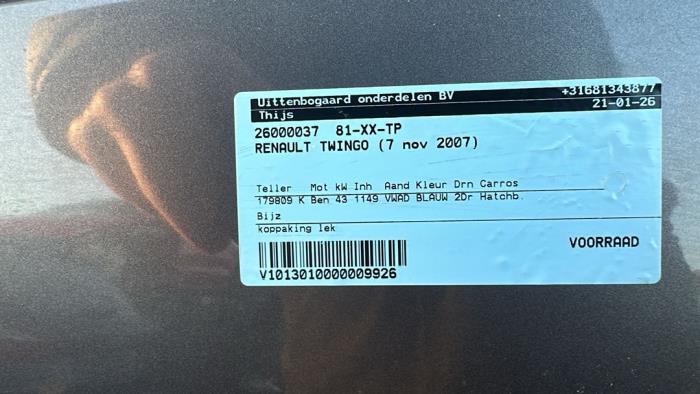 Uittenbogaard onderdelen BV +31681343877
Thijs 21-01-26
26000037 81-XX-TP
RENAULT TWINGO (7 nov 2007)
Teller Mot kW Inh Aand Kleur Drn Carros
179809 K Ben 43 1149 VWAD BLAUW 2Dr Hatchb.
Bijz
koppaking lek
VOORRAAD
V1013010000009926